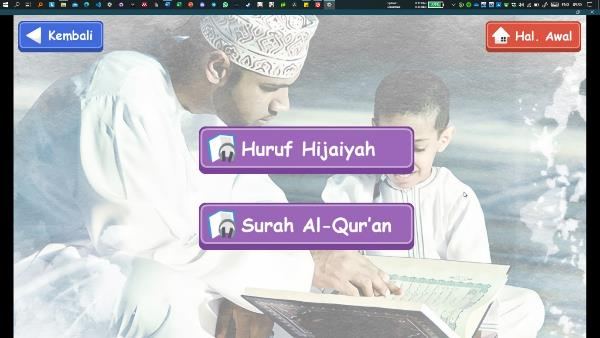 Kembali
Hal. Awal
Huruf Hijaiyah
Surah Al-Qur'an